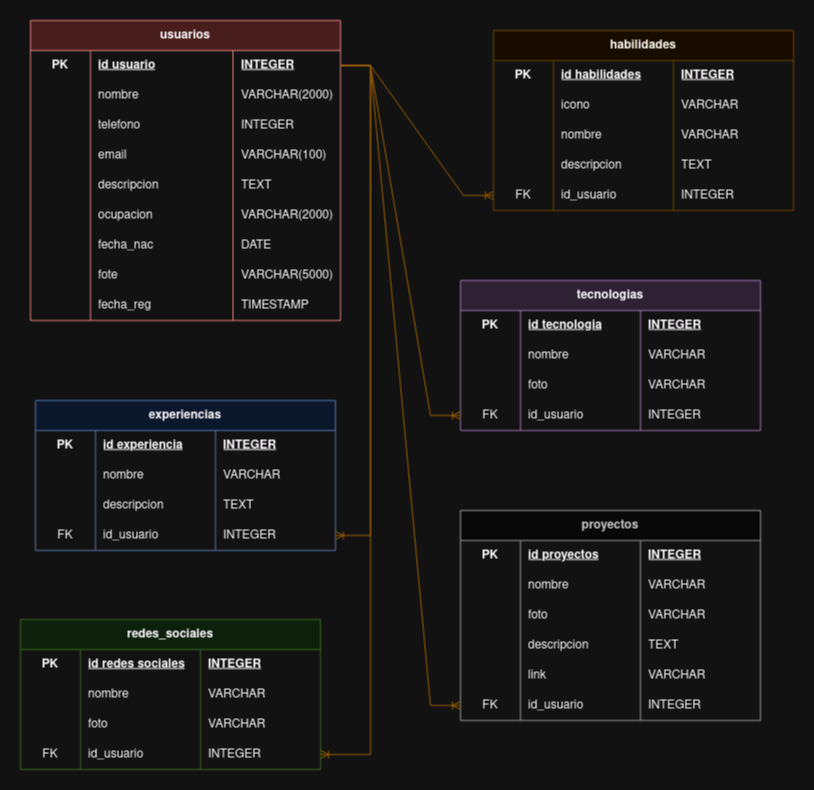 usuarios
PK id usuario INTEGER
nombre VARCHAR(2000)
telefono INTEGER
email VARCHAR(100)
descripcion TEXT
ocupacion VARCHAR(2000)
fecha_nac DATE
fote VARCHAR(5000)
fecha_reg TIMESTAMP
habilidades
PK id habilidades INTEGER
icono VARCHAR
nombre VARCHAR
descripcion TEXT
FK id_usuario INTEGER
tecnologias
PK id tecnologia INTEGER
nombre VARCHAR
foto VARCHAR
FK id_usuario INTEGER
experiencias
PK id experiencia INTEGER
nombre VARCHAR
descripcion TEXT
FK id_usuario INTEGER
proyectos
PK id proyectos INTEGER
nombre VARCHAR
foto VARCHAR
descripcion TEXT
link VARCHAR
FK id_usuario INTEGER
redes_sociales
PK id redes sociales INTEGER
nombre VARCHAR
foto VARCHAR
FK id_usuario INTEGER